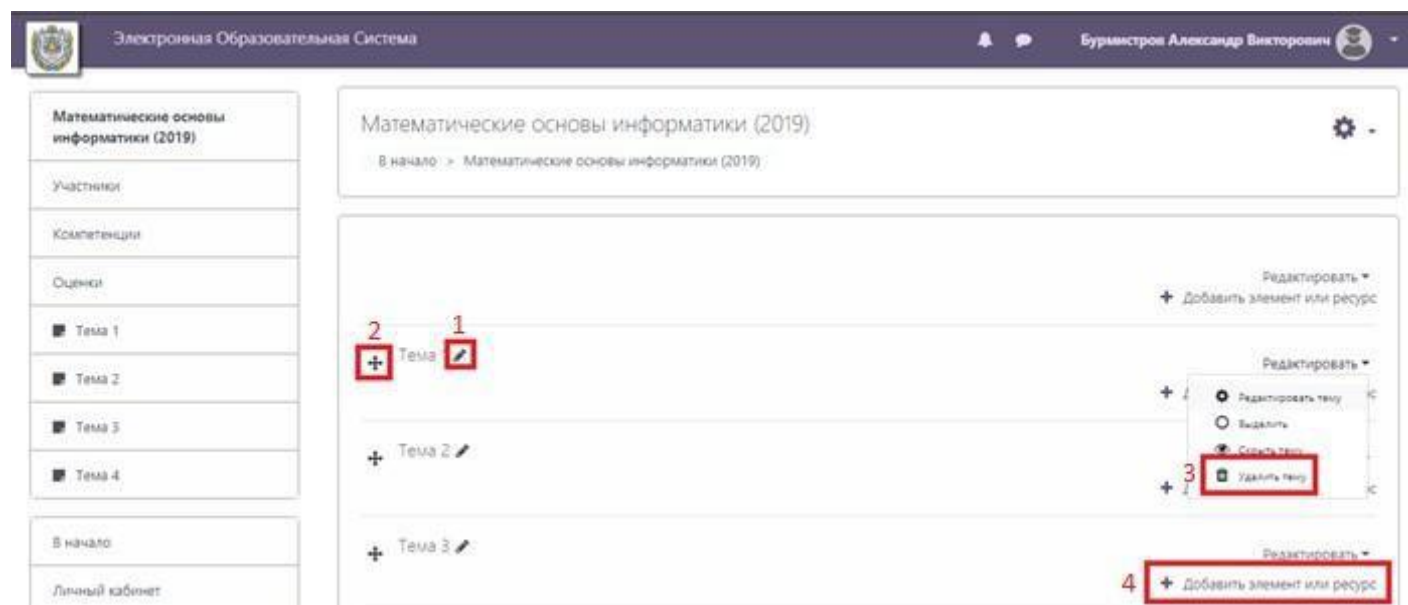 Электронная Образовательная Система
Бурмистров Александр Викторович
Математические основы
информатики (2019)
Участники
Компетенции
Оценки
Тема 1
Тема 2
Тема 3
Тема 4
В начало
Личный кабинет
Математические основы информатики (2019)
В начало > Математические основы информатики (2019)
Редактировать
Добавить элемент или ресурс
2 1
Тема
Редактировать
Редактировать тему
Выделить
Скрыть тему
3 Удалить тему
Тема 2
Тема 3
Редактировать
4 Добавить элемент или ресурс